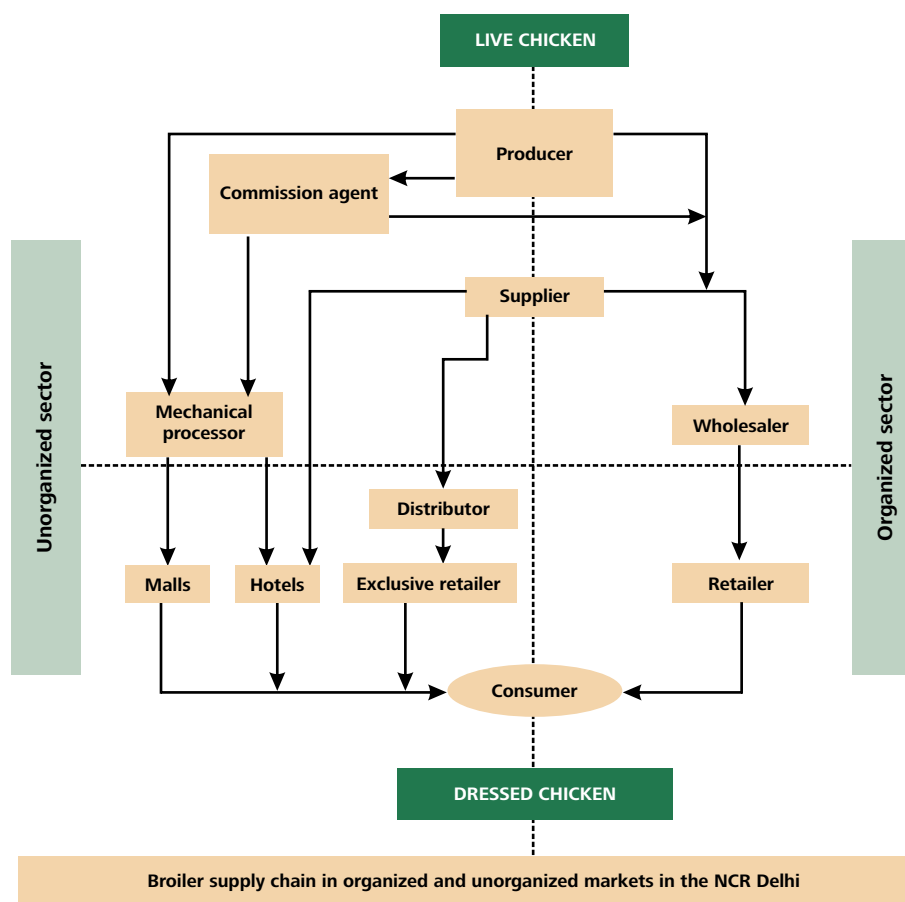 LIVE CHICKEN
Producer
Commission agent
Supplier
Unorganized sector
Organized sector
Mechanical
processor
Wholesaler
Distributor
Malls
Hotels
Exclusive retailer
Retailer
Consumer
DRESSED CHICKEN
Broiler supply chain in organized and unorganized markets in the NCR Delhi